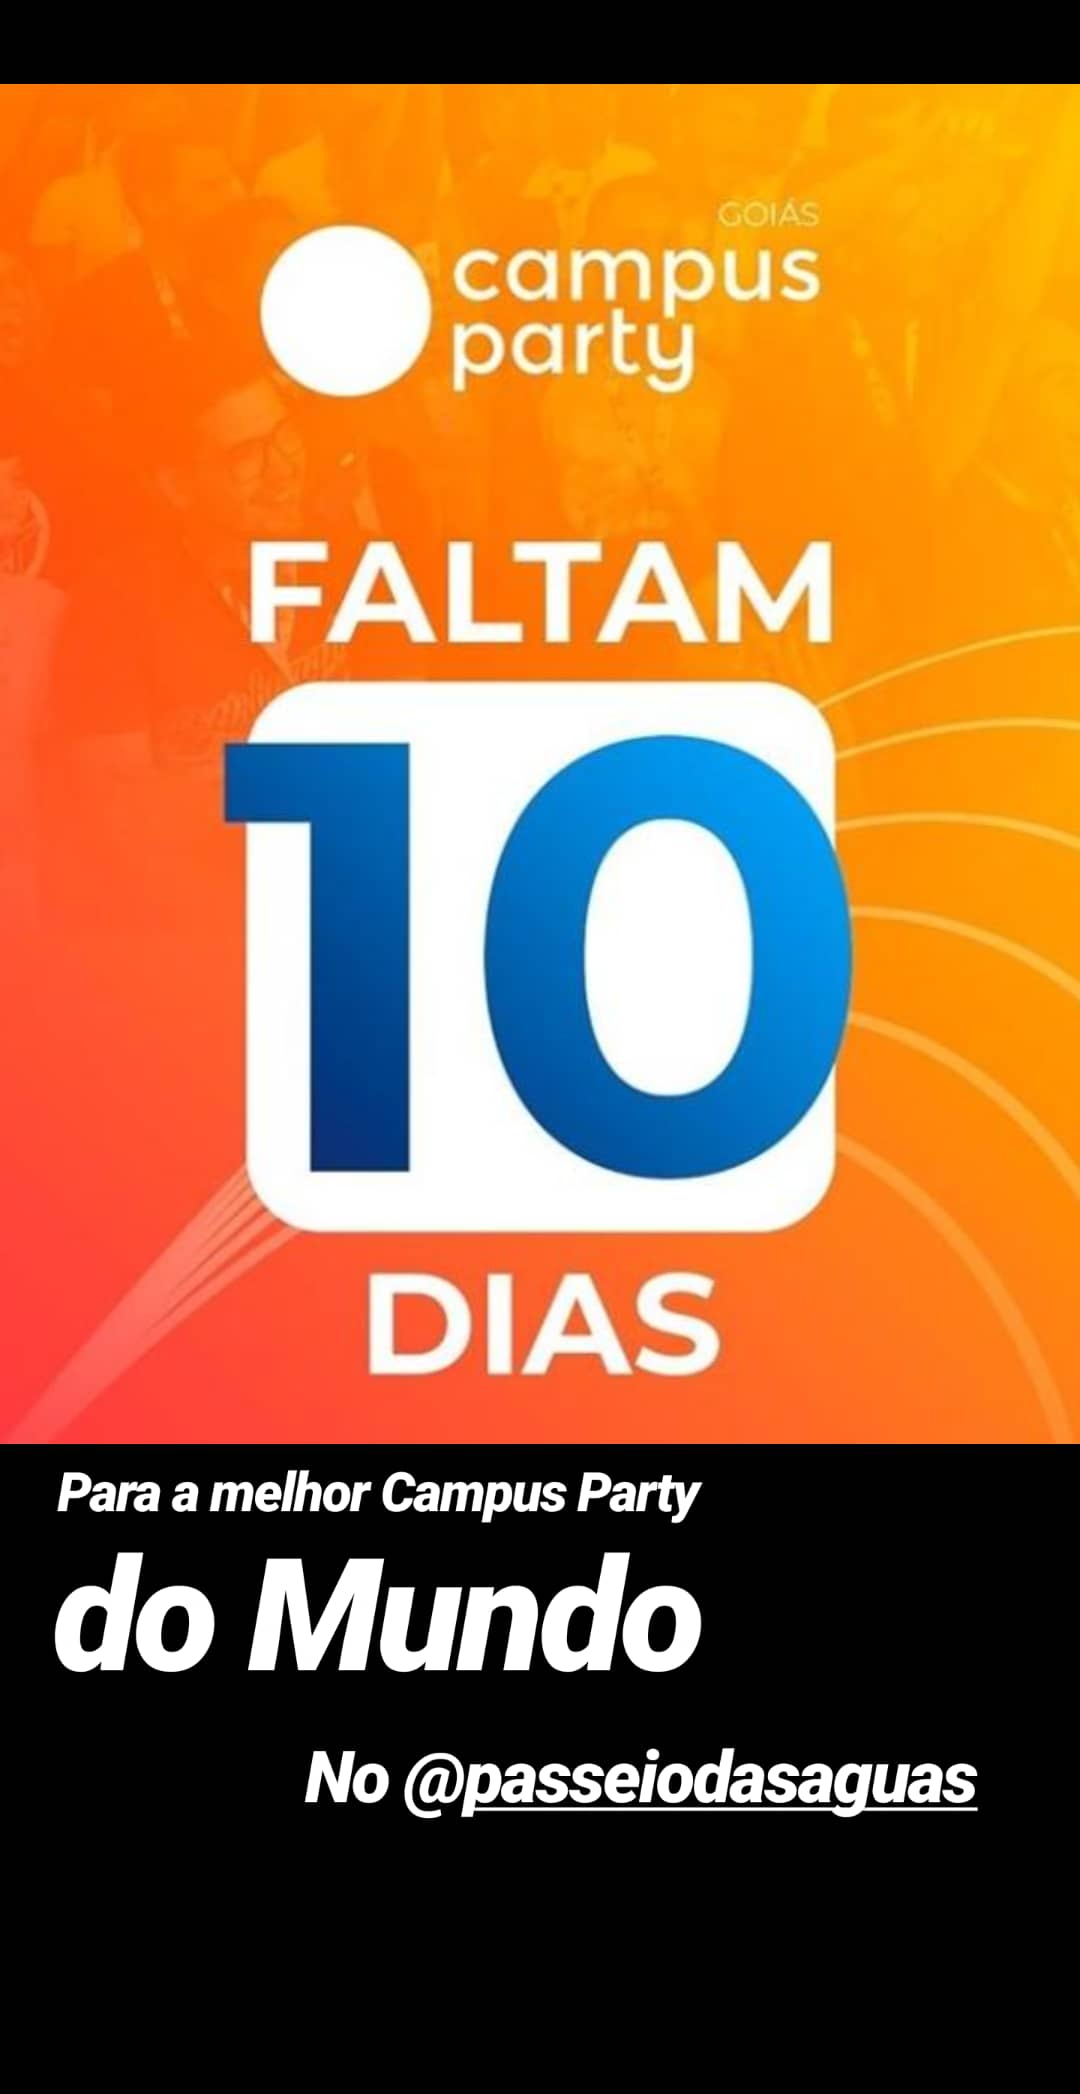 GOIÁS
campus
party
FALTAM
10
DIAS
Para a melhor Campus Party
do Mundo
No @passeiodasaguas